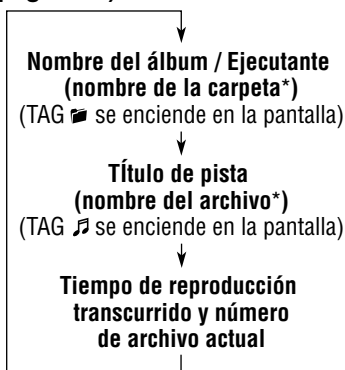 Nombre del álbum / Ejecutante
(nombre de la carpeta*)
(TAG se enciende en la pantalla)
Título de pista
(nombre del archivo*)
(TAG se enciende en la pantalla)
Tiempo de reproducción
transcurrido y número
de archivo actual